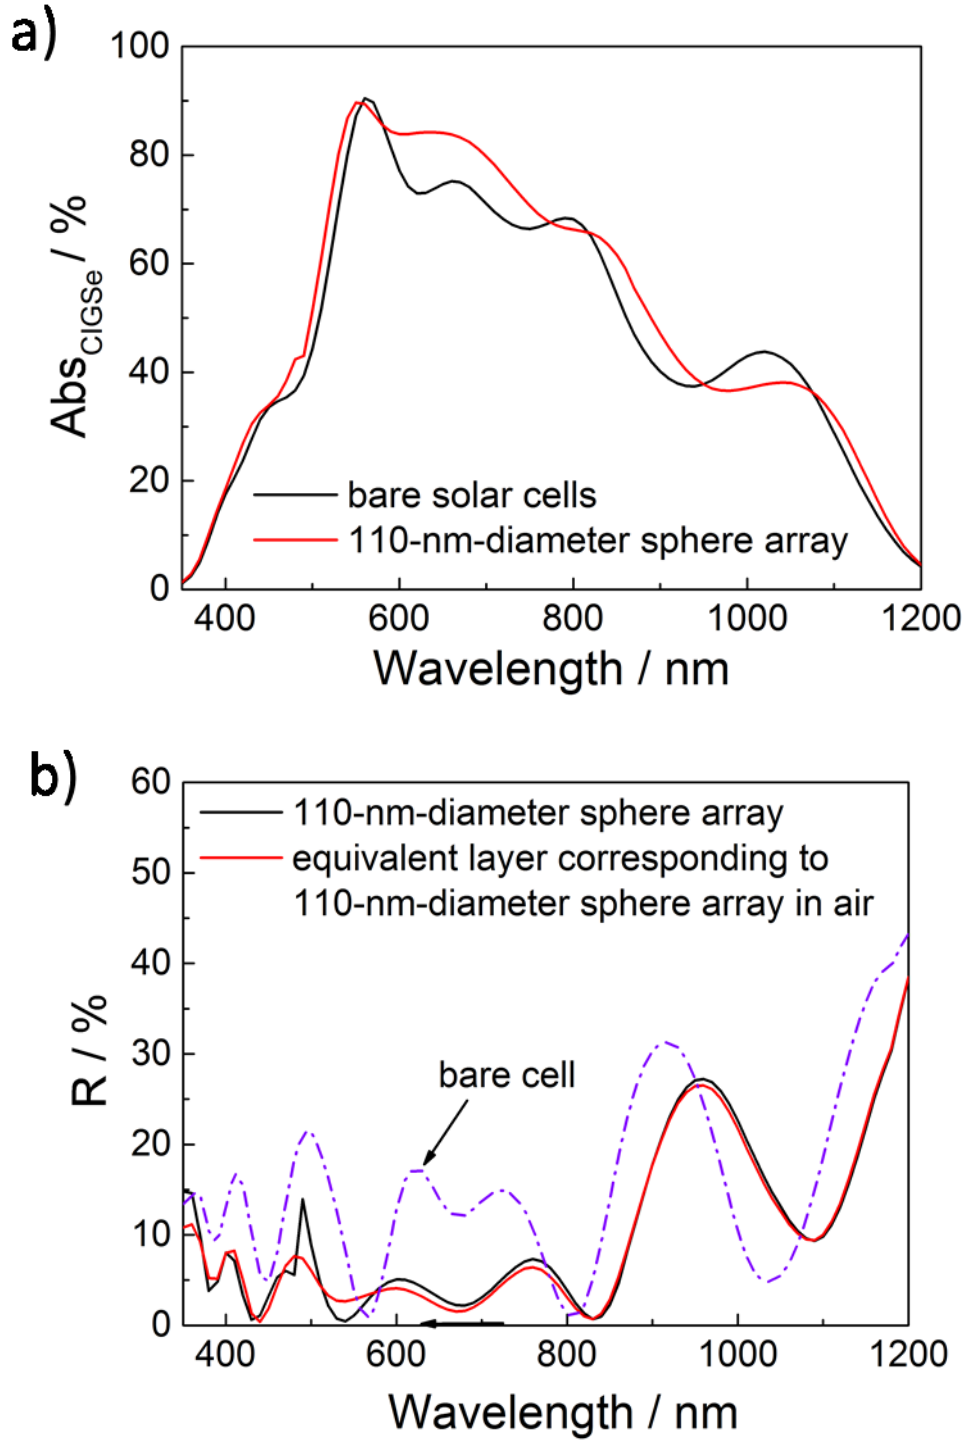 a)
100
80
60
40
20
0
Abs_CIGSe / %
bare solar cells
110-nm-diameter sphere array
400 600 800 1000 1200
Wavelength / nm
b)
60
50
40
30
20
10
0
R / %
110-nm-diameter sphere array
equivalent layer corresponding to
110-nm-diameter sphere array in air
bare cell
400 600 800 1000 1200
Wavelength / nm